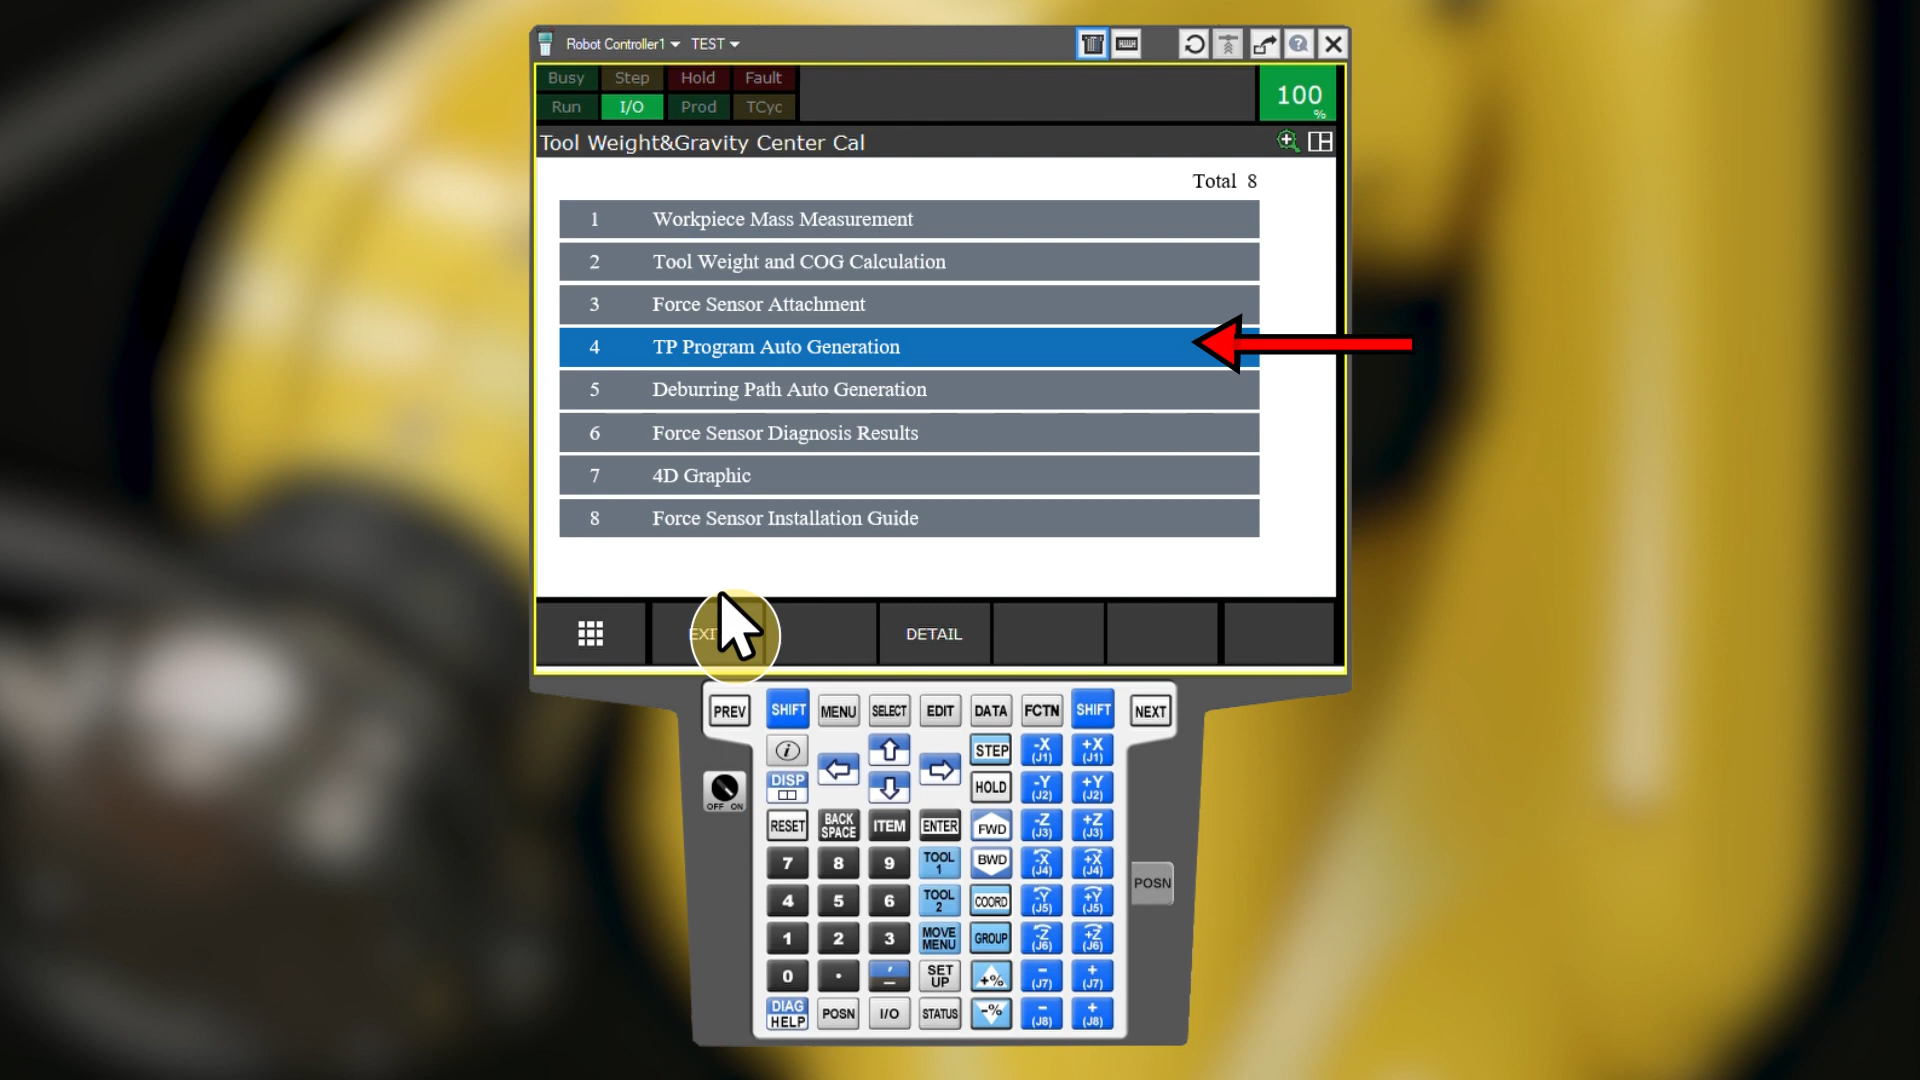 Robot Controller1 TEST
Busy Step Hold Fault
Run I/O Prod TCyc
100
%
Tool Weight&Gravity Center Cal
Total 8
1 Workpiece Mass Measurement
2 Tool Weight and COG Calculation
3 Force Sensor Attachment
4 TP Program Auto Generation
5 Deburring Path Auto Generation
6 Force Sensor Diagnosis Results
7 4D Graphic
8 Force Sensor Installation Guide
DETAIL
PREV SHIFT MENU SELECT EDIT DATA FCTN SHIFT NEXT
i STEP -X (J1) +X (J1)
OFF ON DISP HOLD -Y (J2) +Y (J2)
RESET BACK SPACE ITEM ENTER FWD -Z (J3) +Z (J3)
7 8 9 TOOL 1 BWD -X (J4) +X (J4)
POSN
4 5 6 TOOL 2 COORD -Y (J5) +Y (J5)
1 2 3 MOVE MENU GROUP -Z (J6) +Z (J6)
0 . , - SET UP +% - (J7) + (J7)
DIAG HELP POSN I/O STATUS -% - (J8) + (J8)